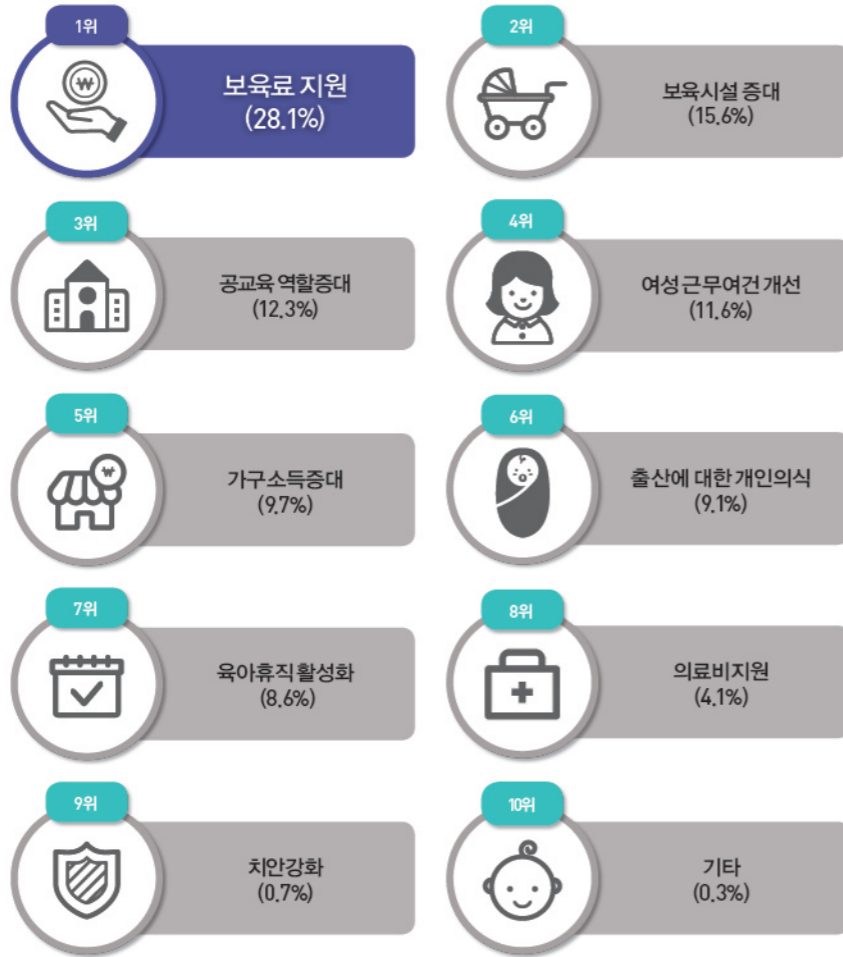 1위
보육료 지원
(28.1%)
2위
보육시설 증대
(15.6%)
3위
공교육 역할증대
(12.3%)
4위
여성 근무여건 개선
(11.6%)
5위
가구소득증대
(9.7%)
6위
출산에 대한 개인의식
(9.1%)
7위
육아휴직 활성화
(8.6%)
8위
의료비지원
(4.1%)
9위
치안강화
(0.7%)
10위
기타
(0.3%)